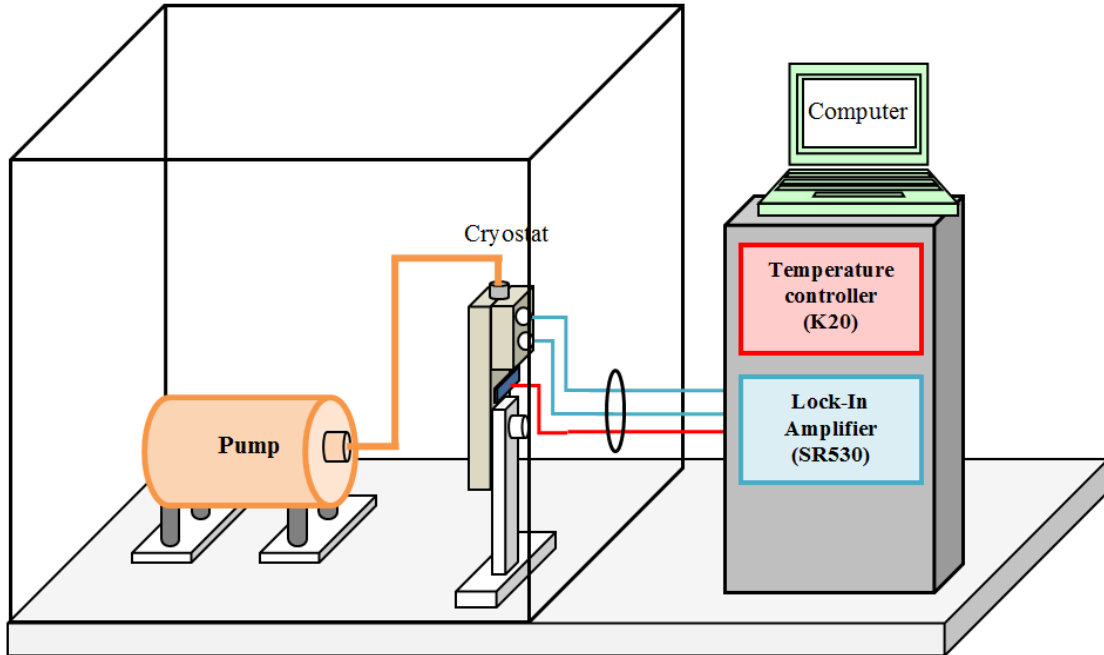 Computer
Cryostat
Temperature
controller
(K20)
Lock-In
Amplifier
(SR530)
Pump